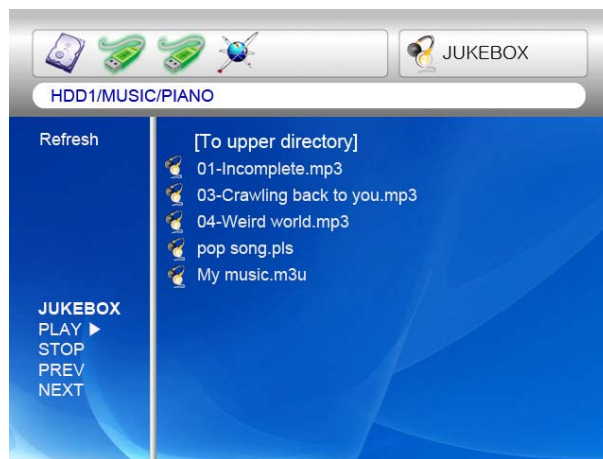 JUKEBOX
HDD1/MUSIC/PIANO
Refresh
[To upper directory]
01-Incomplete.mp3
03-Crawling back to you.mp3
04-Weird world.mp3
pop song.pls
My music.m3u
JUKEBOX
PLAY ▶
STOP
PREV
NEXT